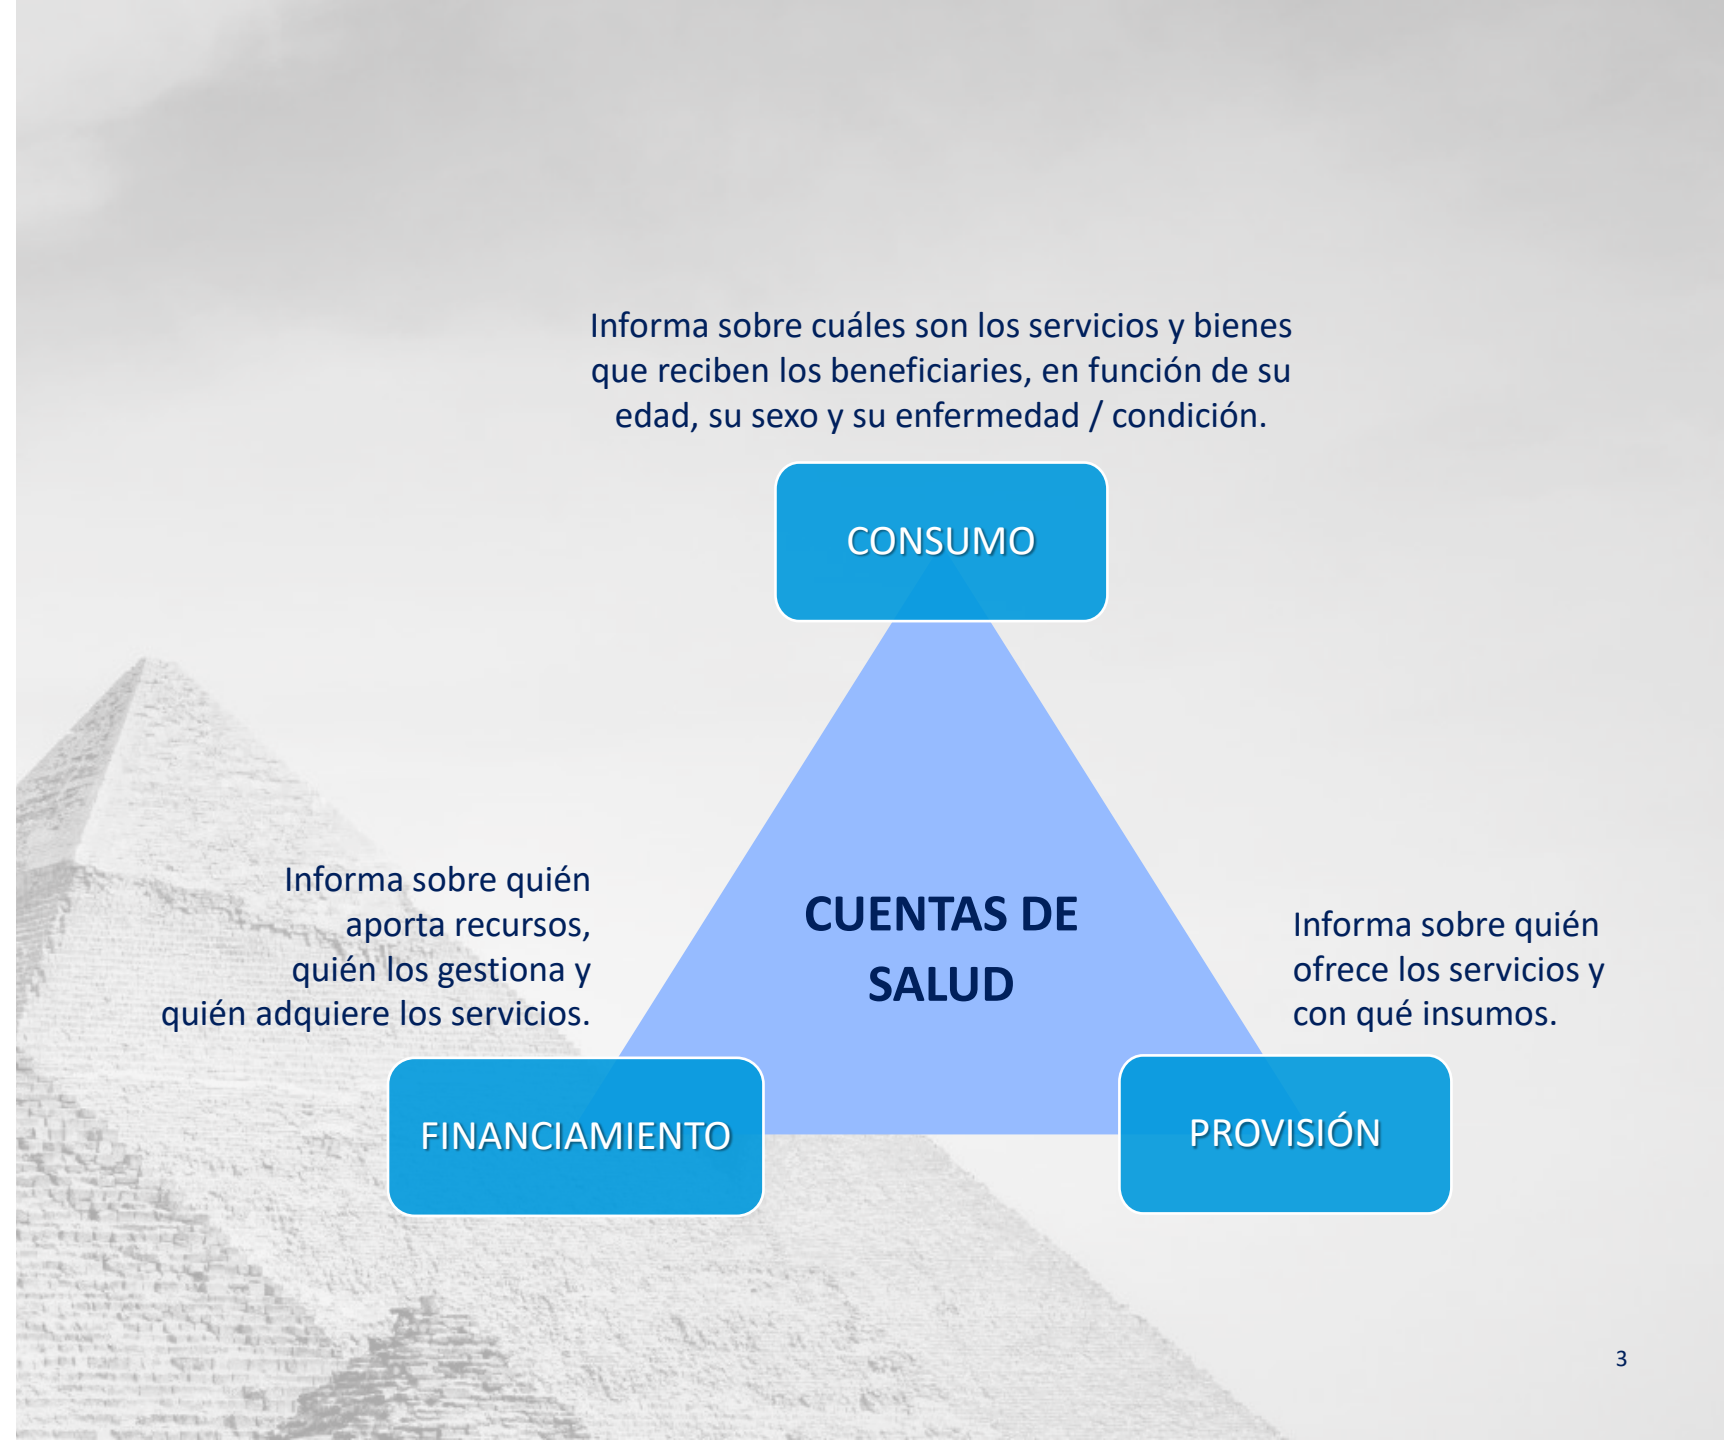 Informa sobre cuáles son los servicios y bienes
que reciben los beneficiaries, en función de su
edad, su sexo y su enfermedad / condición.
CONSUMO
CUENTAS DE
SALUD
Informa sobre quién
aporta recursos,
quién los gestiona y
quién adquiere los servicios.
FINANCIAMIENTO
Informa sobre quién
ofrece los servicios y
con qué insumos.
PROVISIÓN
3